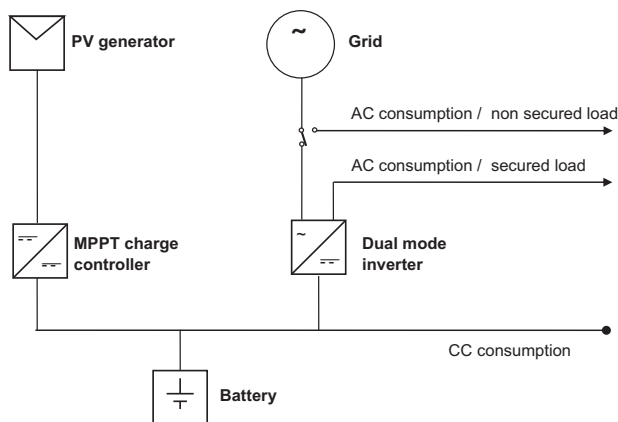 PV generator
Grid
~
AC consumption / non secured load
AC consumption / secured load
MPPT charge
controller
~
Dual mode
inverter
CC consumption
Battery